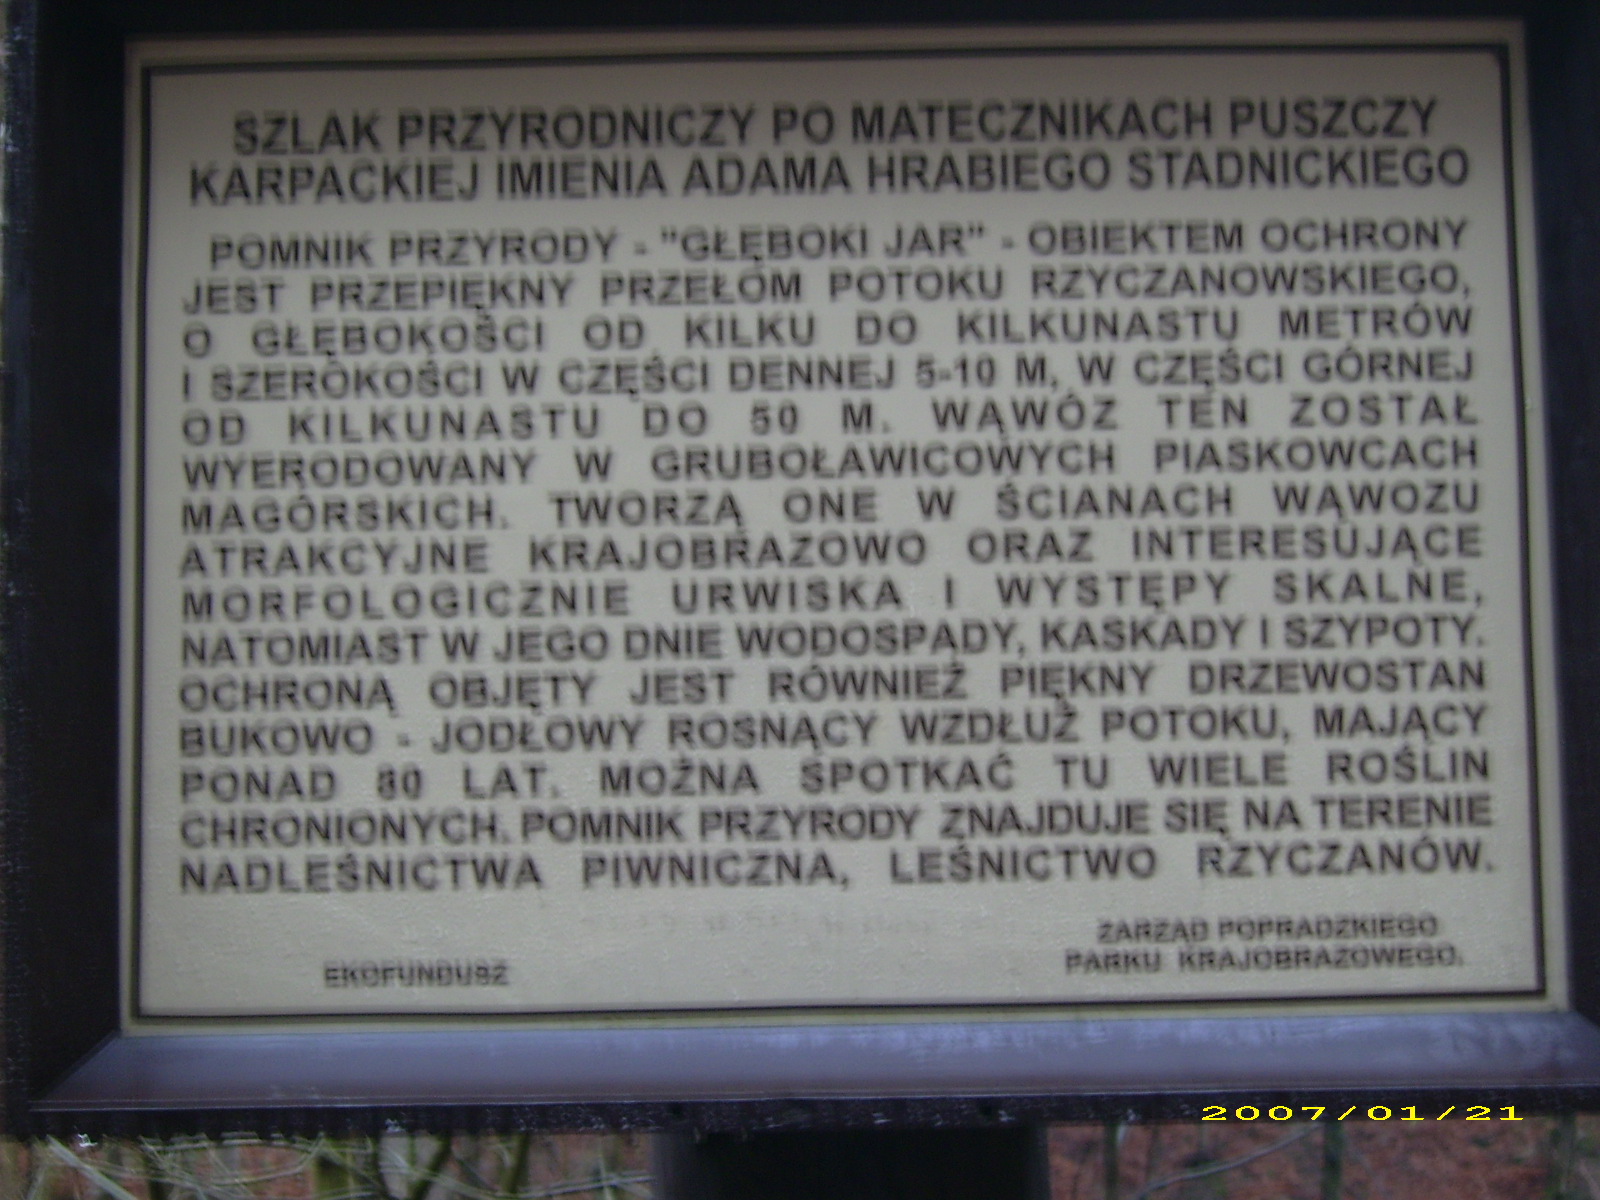 SZLAK PRZYRODNICZY PO MATECZNIKACH PUSZCZY
KARPACKIEJ IMIENIA ADAMA HRABIEGO STADNICKIEGO
POMNIK PRZYRODY - "GŁĘBOKI JAR" - OBIEKTEM OCHRONY
JEST PRZEPIĘKNY PRZEŁOM POTOKU RZYCZANOWSKIEGO,
O GŁĘBOKOŚCI OD KILKU DO KILKUNASTU METRÓW
I SZEROKOŚCI W CZĘŚCI DENNEJ 5-10 M, W CZĘŚCI GÓRNEJ
OD KILKUNASTU DO 50 M. WĄWÓZ TEN ZOSTAŁ
WYERODOWANY W GRUBOŁAWICOWYCH PIASKOWCACH
MAGÓRSKICH. TWORZĄ ONE W ŚCIANACH WĄWOZU
ATRAKCYJNE KRAJOBRAZOWO ORAZ INTERESUJĄCE
MORFOLOGICZNIE URWISKA I WYSTĘPY SKALNE,
NATOMIAST W JEGO DNIE WODOSPADY, KASKADY I SZYPOTY.
OCHRONĄ OBJĘTY JEST RÓWNIEŻ PIĘKNY DRZEWOSTAN
BUKOWO - JODŁOWY ROSNĄCY WZDŁUŻ POTOKU, MAJĄCY
PONAD 80 LAT. MOŻNA SPOTKAĆ TU WIELE ROŚLIN
CHRONIONYCH. POMNIK PRZYRODY ZNAJDUJE SIĘ NA TERENIE
NADLEŚNICTWA PIWNICZNA, LEŚNICTWO RZYCZANÓW.
ZARZĄD POPRADZKIEGO
PARKU KRAJOBRAZOWEGO.
EKOFUNDUSZ
2007/01/21